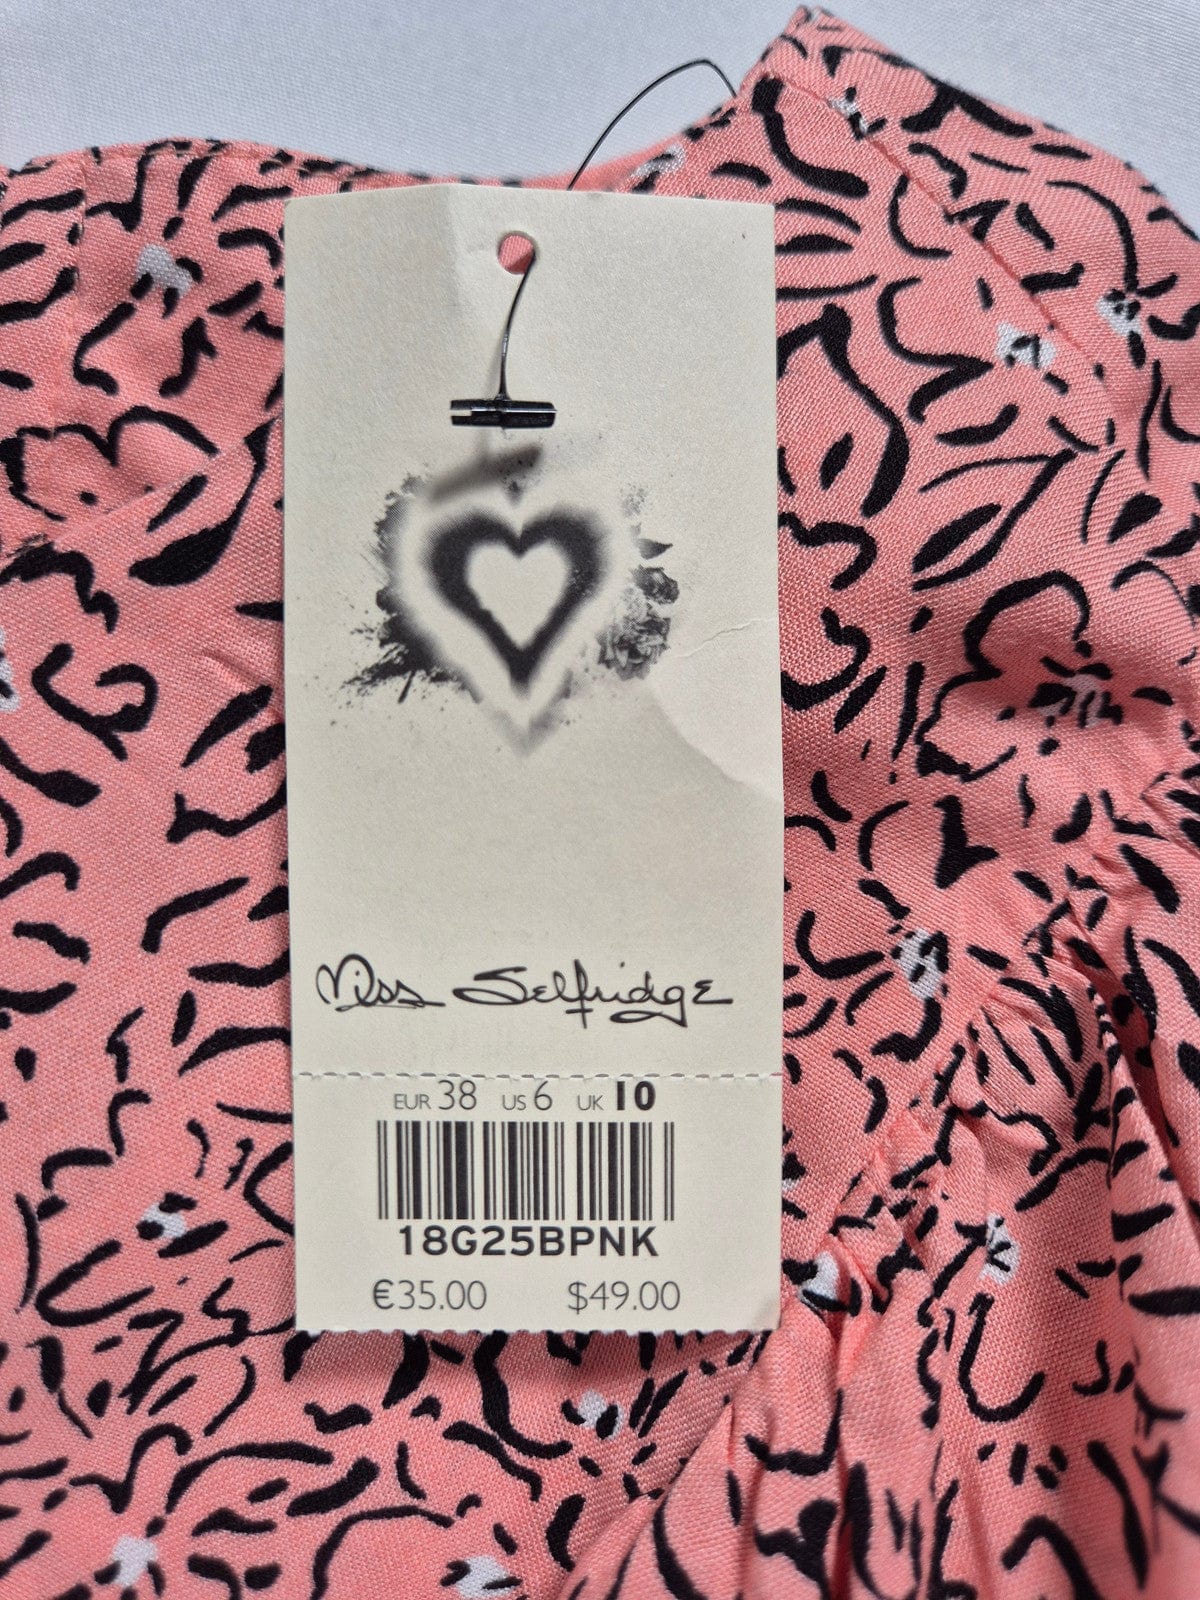 Miss Selfridge
EUR 38 US 6 UK 10
18G25BPNK
€35.00 $49.00